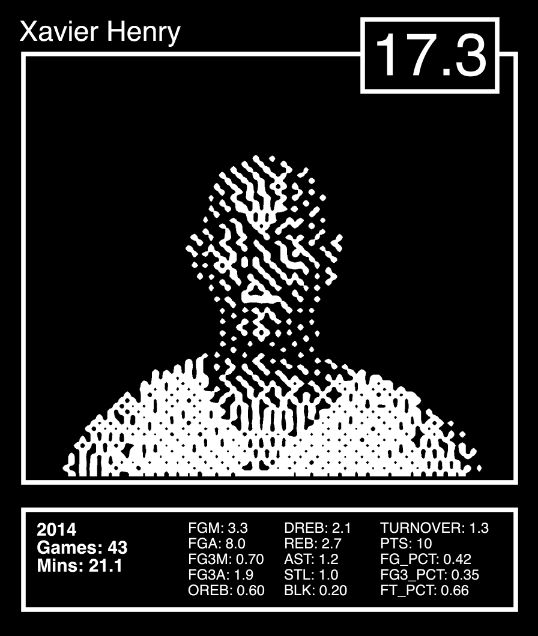 Xavier Henry
17.3
2014
Games: 43
Mins: 21.1
FGM: 3.3
FGA: 8.0
FG3M: 0.70
FG3A: 1.9
OREB: 0.60
DREB: 2.1
REB: 2.7
AST: 1.2
STL: 1.0
BLK: 0.20
TURNOVER: 1.3
PTS: 10
FG_PCT: 0.42
FG3_PCT: 0.35
FT_PCT: 0.66